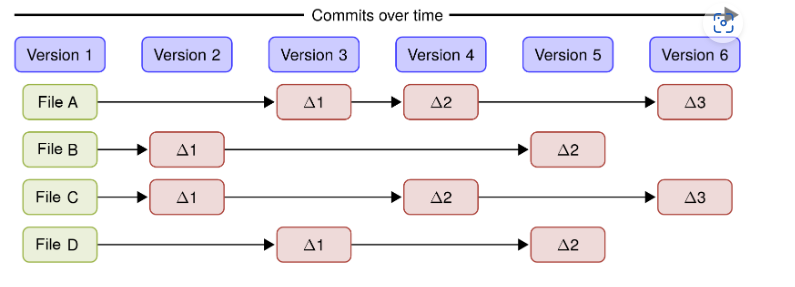 Commits over time
Version 1 Version 2 Version 3 Version 4 Version 5 Version 6
File A Δ1 Δ2 Δ3
File B Δ1 Δ2
File C Δ1 Δ2 Δ3
File D Δ1 Δ2